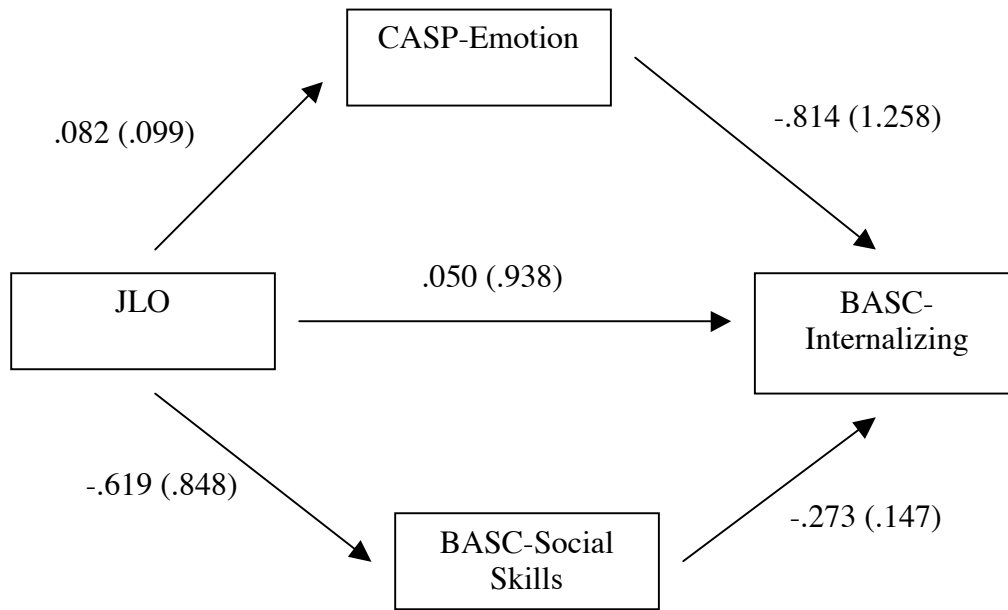 CASP-Emotion
.082 (.099)
-.814 (1.258)
.050 (.938)
JLO
BASC-
Internalizing
-.619 (.848)
-.273 (.147)
BASC-Social
Skills